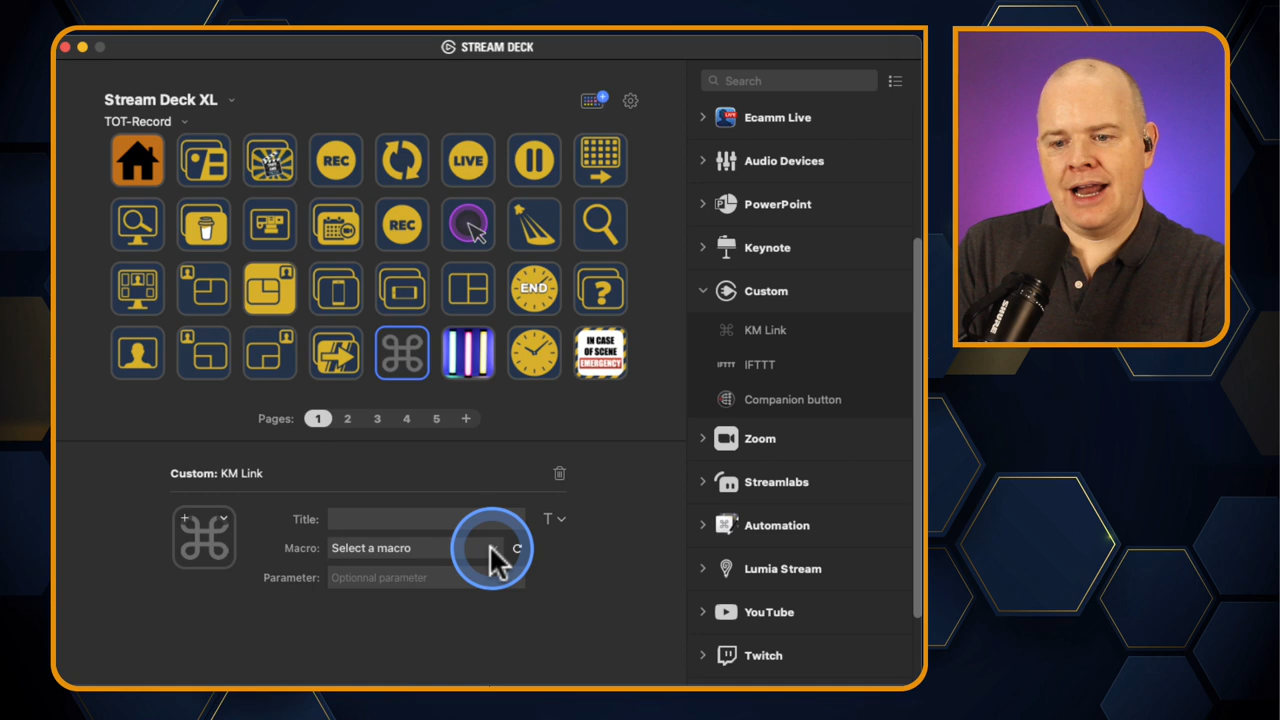 STREAM DECK
Stream Deck XL
TOT-Record
REC
LIVE
REC
END
?
IN CASE
OF SCENE
EMERGENCY
Pages: 1 2 3 4 5 +
Custom: KM Link
Title:
T
Macro: Select a macro
Parameter: Optionnal parameter
Search
Ecamm Live
Audio Devices
PowerPoint
Keynote
Custom
KM Link
IFTTT IFTTT
Companion button
Zoom
Streamlabs
Automation
Lumia Stream
YouTube
Twitch
LIVE
P
SHURE